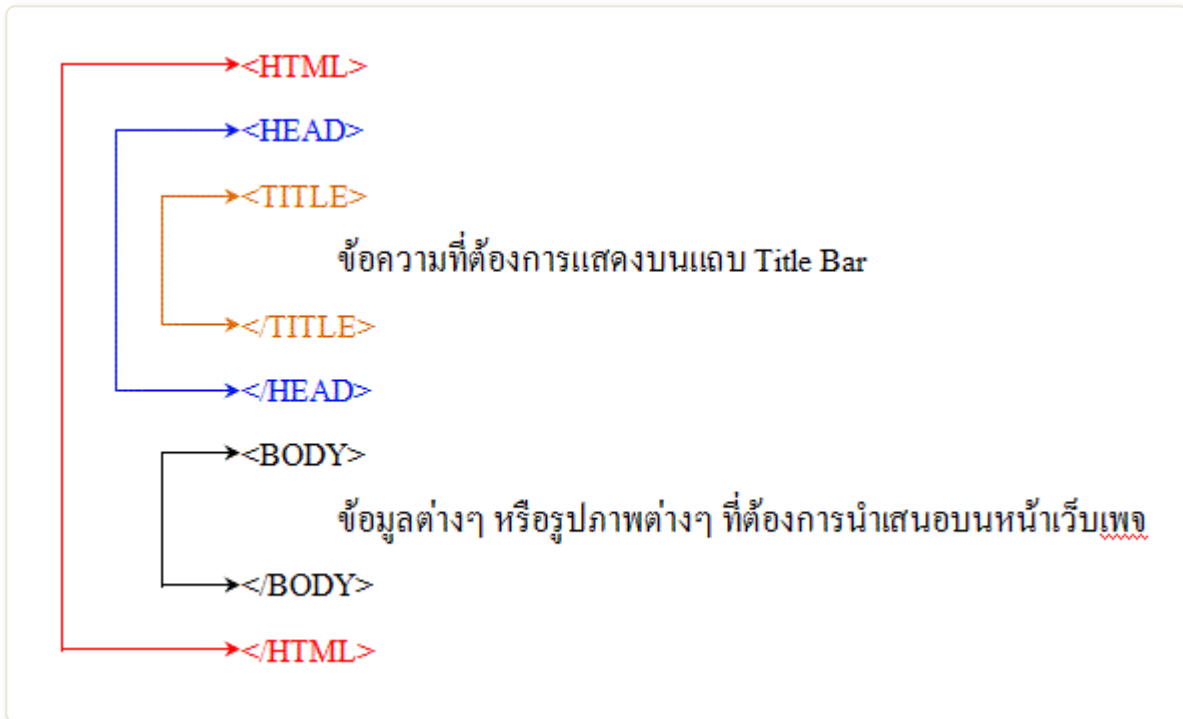 <HTML>
<HEAD>
<TITLE>
ข้อความที่ต้องการแสดงบนแถบ Title Bar
</TITLE>
</HEAD>
<BODY>
ข้อมูลต่างๆ หรือรูปภาพต่างๆ ที่ต้องการนำเสนอบนหน้าเว็บเพจ
</BODY>
</HTML>